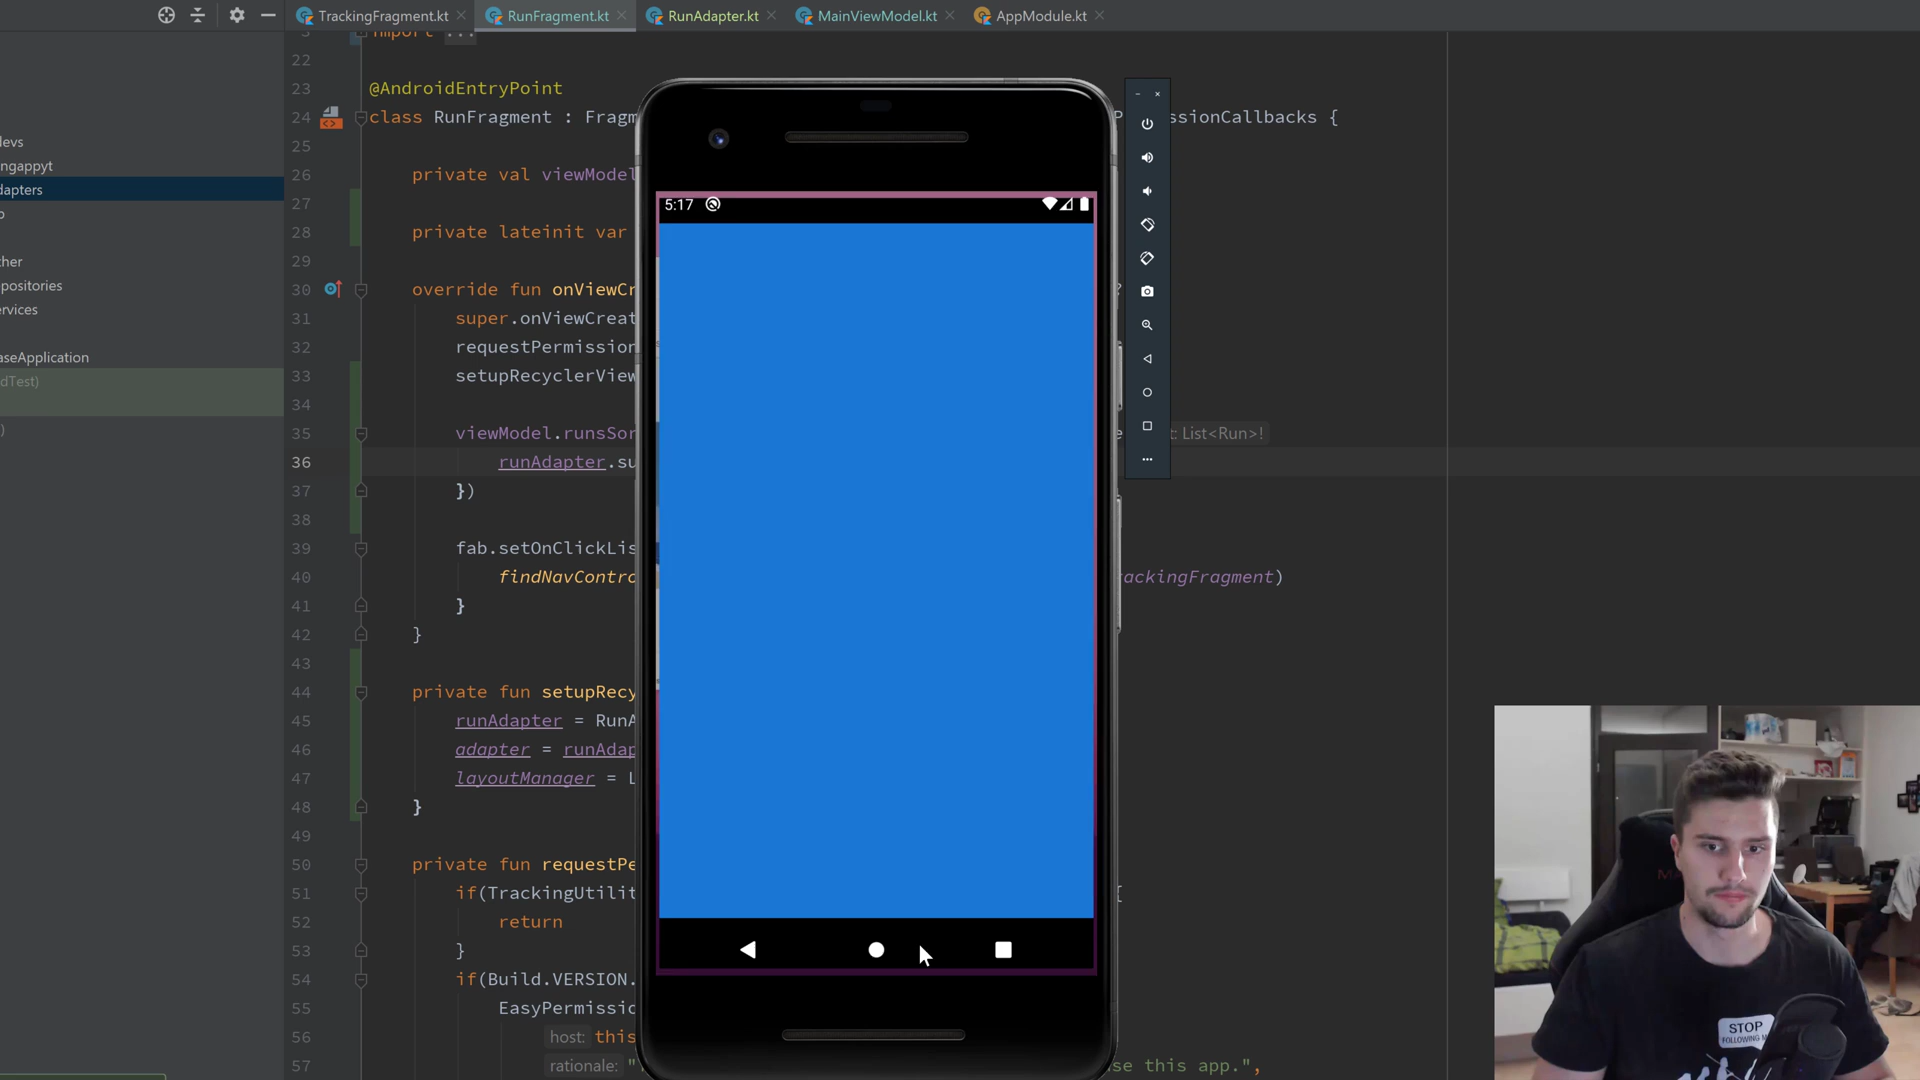 TrackingFragment.kt
RunFragment.kt
RunAdapter.kt
MainViewModel.kt
AppModule.kt
import ...
22
23 @AndroidEntryPoint
24 class RunFragment : Fragm
ssionCallbacks {
25
26 private val viewModel
27
28 private lateinit var
29
30 override fun onViewCr
31 super.onViewCreat
32 requestPermission
33 setupRecyclerView
34
35 viewModel.runsSor
t: List<Run>!
36 runAdapter.su
37 })
38
39 fab.setOnClickLis
40 findNavContro
rackingFragment)
41 }
42 }
43
44 private fun setupRecy
45 runAdapter = RunA
46 adapter = runAdap
47 layoutManager = L
48 }
49
50 private fun requestPe
51 if(TrackingUtilit
{
52 return
53 }
54 if(Build.VERSION.
55 EasyPermissio
56 host: this
57 rationale: "
se this app.",
evs
ngappyt
dapters
ther
positories
rvices
aseApplication
dTest)
)
5:17
STOP